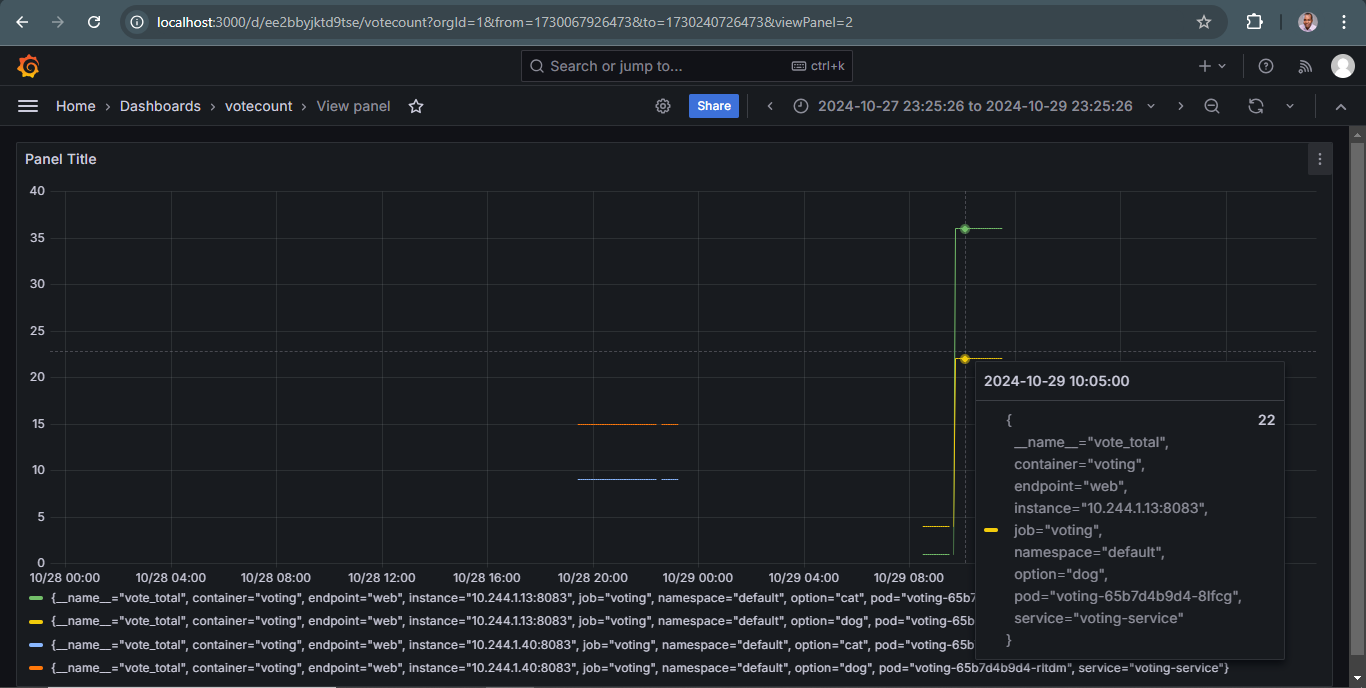 localhost:3000/d/ee2bbyjktd9tse/votecount?orgId=1&from=1730067926473&to=1730240726473&viewPanel=2
Search or jump to... ctrl+k
Home › Dashboards › votecount › View panel
Share
2024-10-27 23:25:26 to 2024-10-29 23:25:26
Panel Title
40
35
30
25
20
15
10
5
0
10/28 00:00 10/28 04:00 10/28 08:00 10/28 12:00 10/28 16:00 10/28 20:00 10/29 00:00 10/29 04:00 10/29 08:00
2024-10-29 10:05:00
{ 22
__name__="vote_total",
container="voting",
endpoint="web",
instance="10.244.1.13:8083",
job="voting",
namespace="default",
option="dog",
pod="voting-65b7d4b9d4-8lfcg",
service="voting-service"
}
{__name__="vote_total", container="voting", endpoint="web", instance="10.244.1.13:8083", job="voting", namespace="default", option="cat", pod="voting-65b7
{__name__="vote_total", container="voting", endpoint="web", instance="10.244.1.13:8083", job="voting", namespace="default", option="dog", pod="voting-65b
{__name__="vote_total", container="voting", endpoint="web", instance="10.244.1.40:8083", job="voting", namespace="default", option="cat", pod="voting-65b
{__name__="vote_total", container="voting", endpoint="web", instance="10.244.1.40:8083", job="voting", namespace="default", option="dog", pod="voting-65b7d4b9d4-rltdm", service="voting-service"}